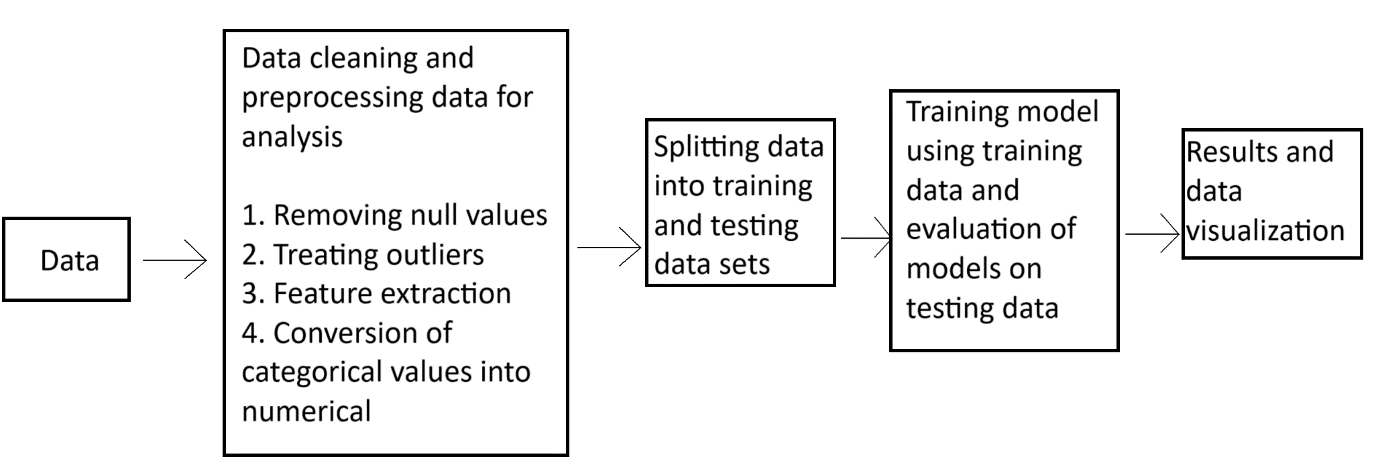 Data
Data cleaning and
preprocessing data for
analysis
1. Removing null values
2. Treating outliers
3. Feature extraction
4. Conversion of
categorical values into
numerical
Splitting data
into training
and testing
data sets
Training model
using training
data and
evaluation of
models on
testing data
Results and
data
visualization